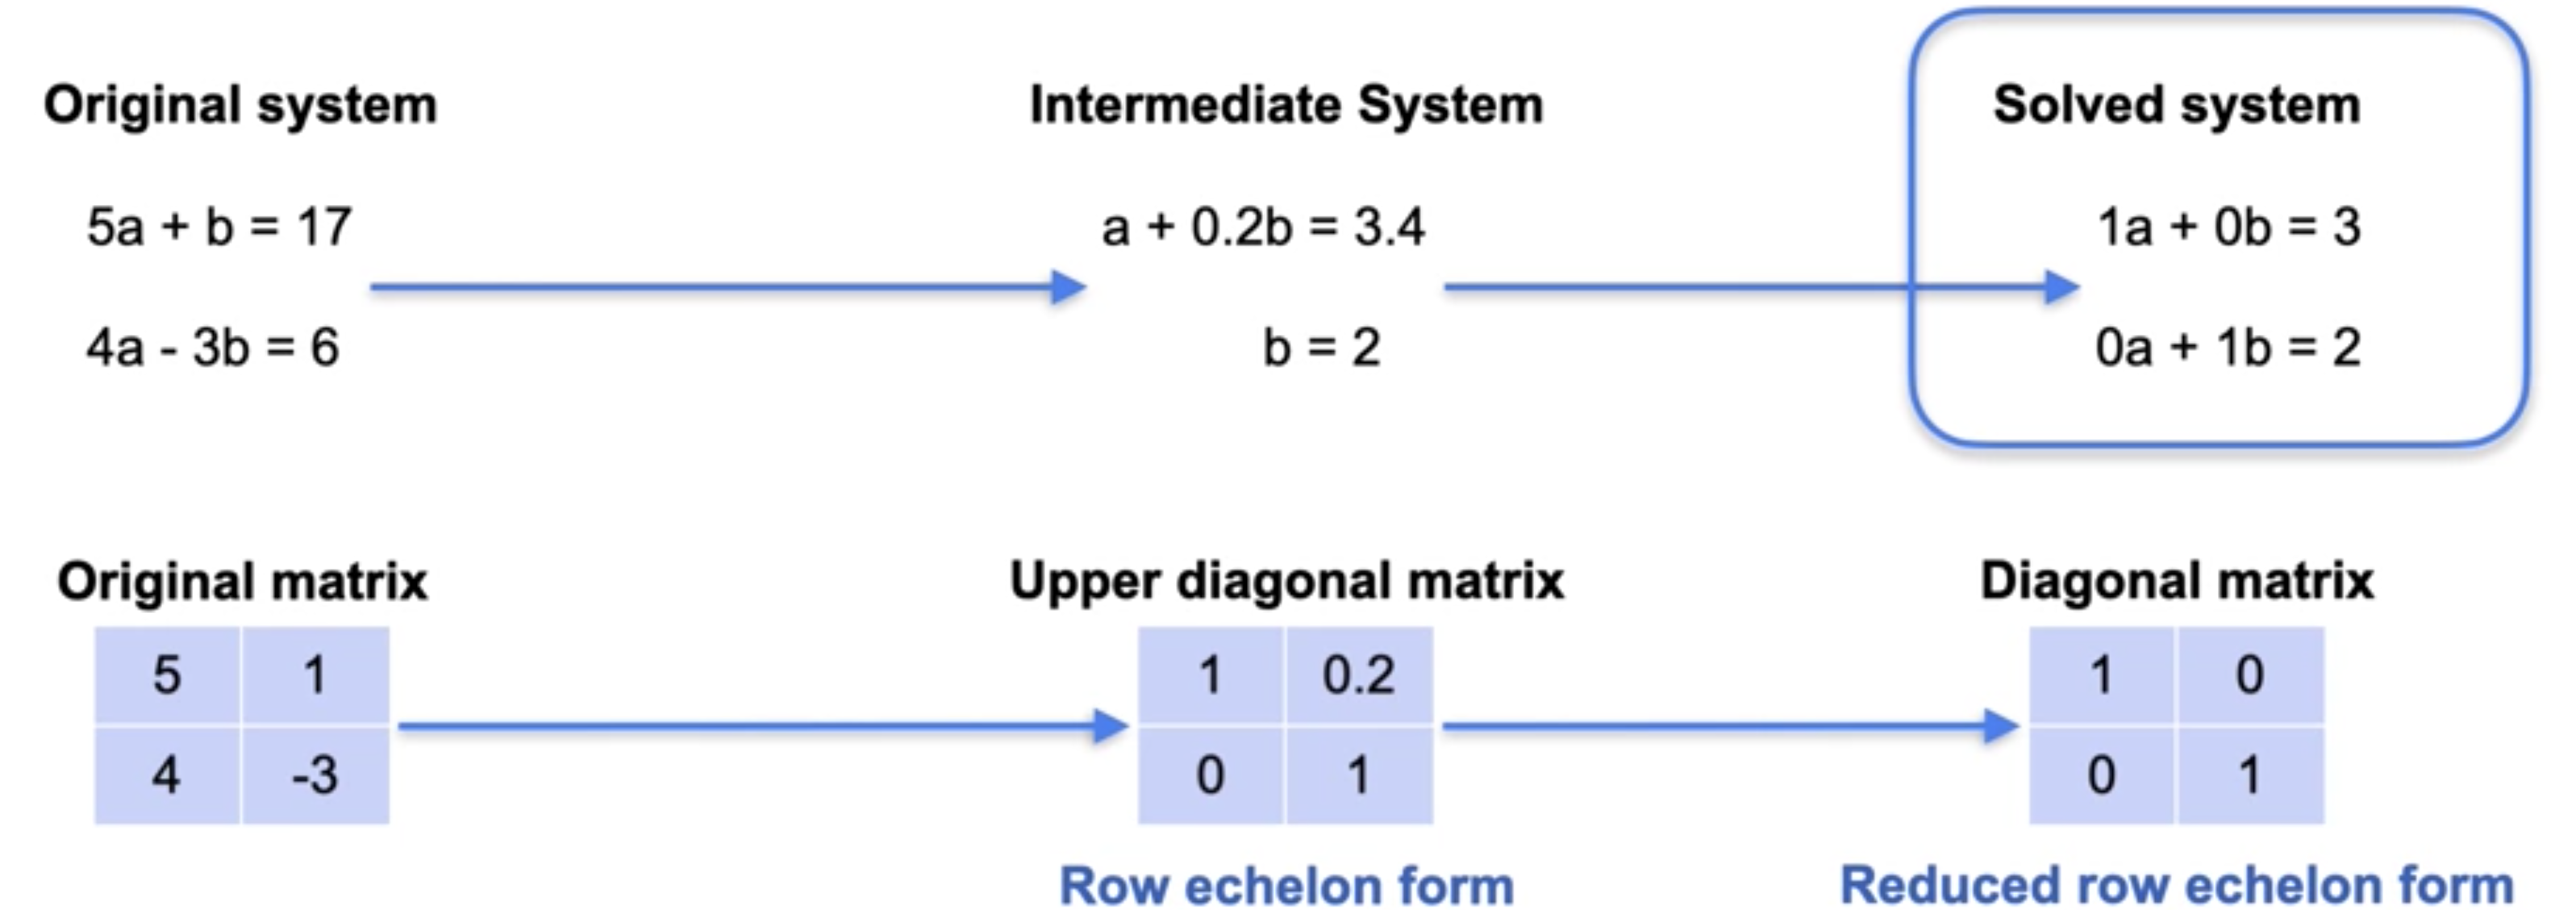 Original system
Intermediate System
Solved system
5a + b = 17
a + 0.2b = 3.4
1a + 0b = 3
4a - 3b = 6
b = 2
0a + 1b = 2
Original matrix
Upper diagonal matrix
Diagonal matrix
5 1
1 0.2
1 0
4 -3
0 1
0 1
Row echelon form
Reduced row echelon form